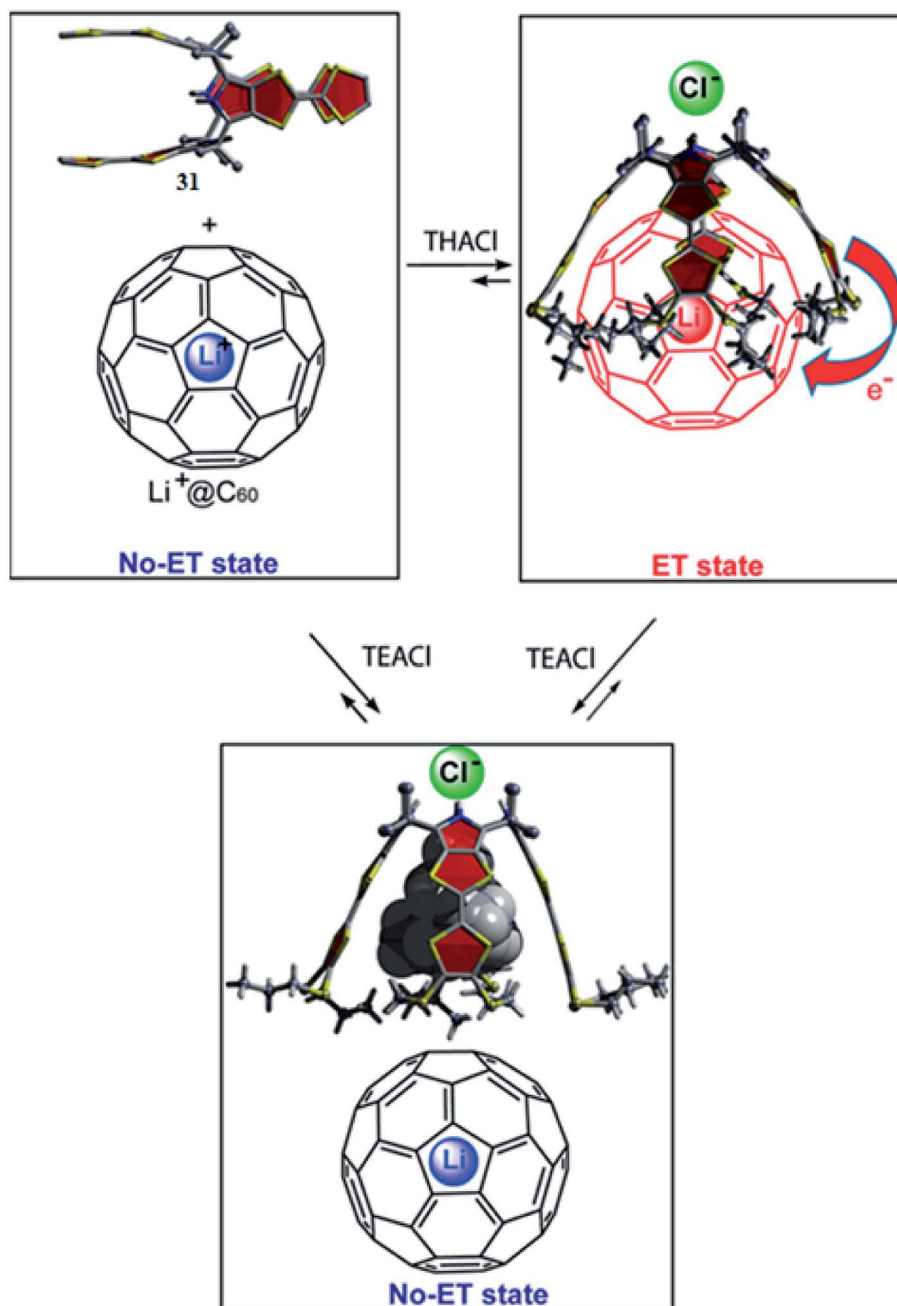 31
+
Li+
Li+@C60
No-ET state
THACl
Cl-
Li
e-
ET state
TEACl
TEACl
Cl-
Li
No-ET state